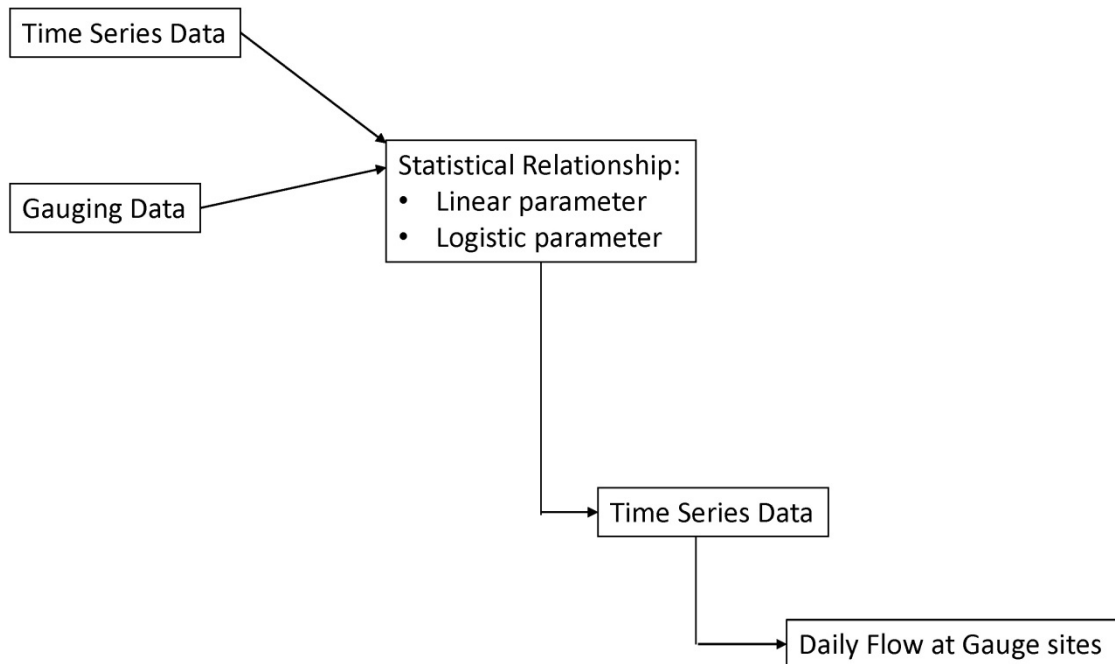 Time Series Data
Gauging Data
Statistical Relationship:
• Linear parameter
• Logistic parameter
Time Series Data
Daily Flow at Gauge sites